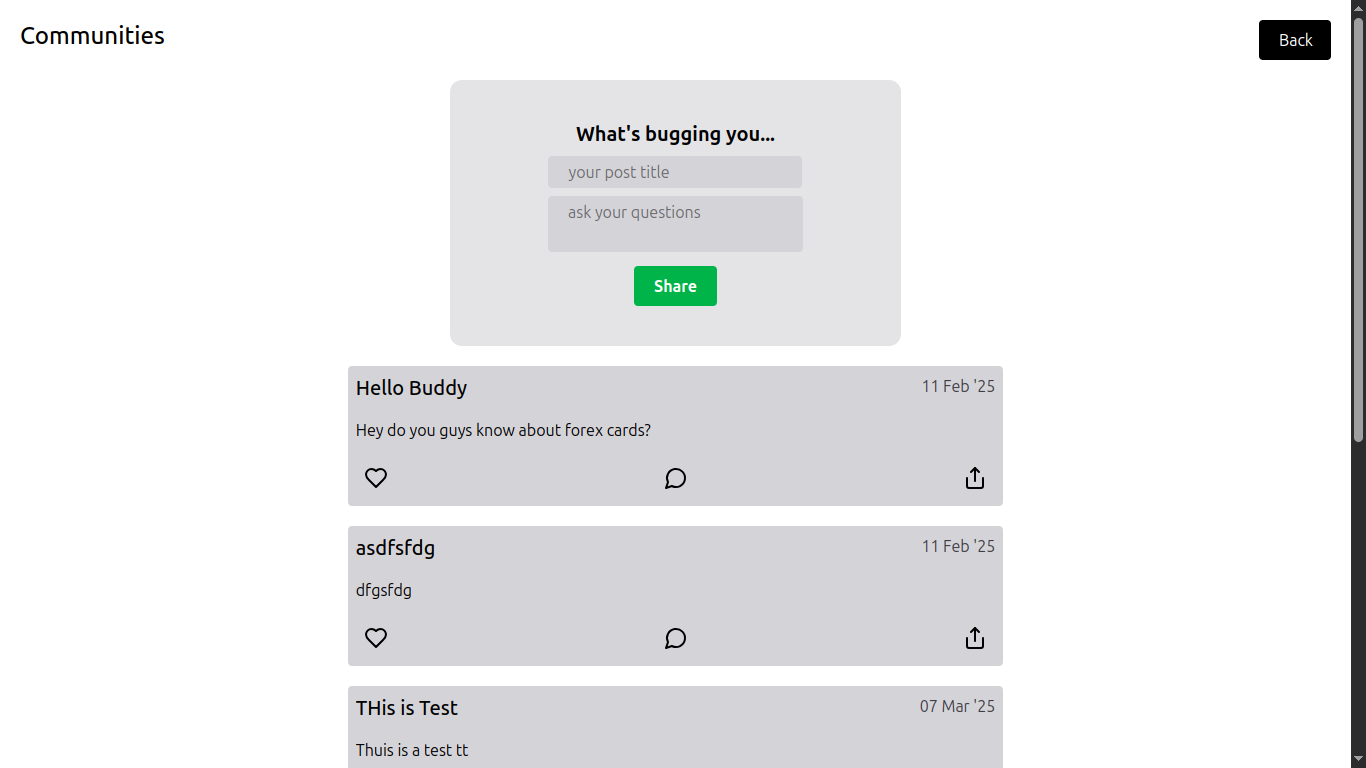 Communities
Back
What's bugging you...
your post title
ask your questions
Share
Hello Buddy
11 Feb '25
Hey do you guys know about forex cards?
asdfsfdg
11 Feb '25
dfgsfdg
THis is Test
07 Mar '25
Thuis is a test tt